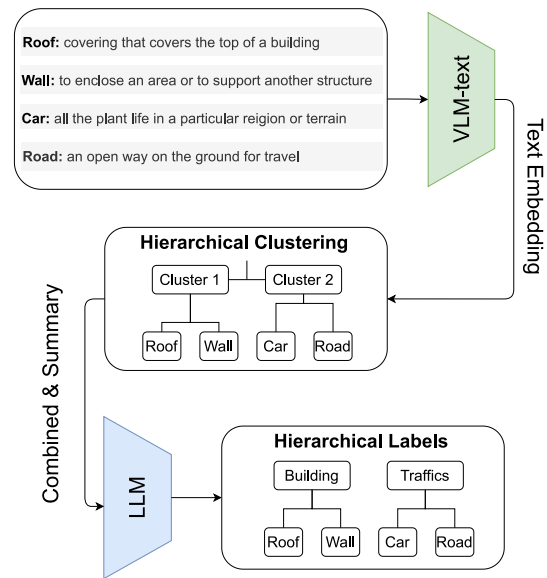 Roof: covering that covers the top of a building
Wall: to enclose an area or to support another structure
Car: all the plant life in a particular reigion or terrain
Road: an open way on the ground for travel
VLM-text
Text Embedding
Hierarchical Clustering
Cluster 1 Cluster 2
Roof Wall Car Road
Combined & Summary
LLM
Hierarchical Labels
Building Traffics
Roof Wall Car Road